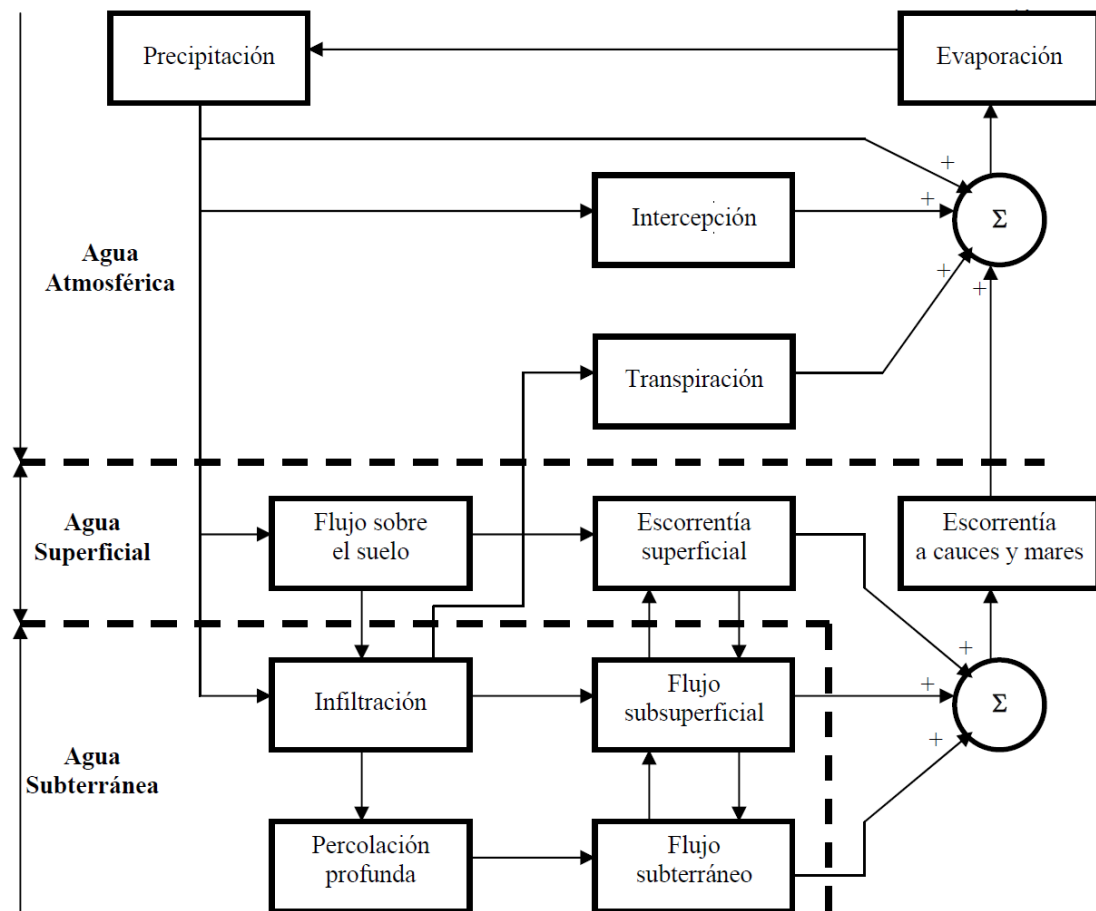 Precipitación
Evaporación
+
Intercepción
+
Σ
Agua
Atmosférica
+
+
Transpiración
Agua
Superficial
Flujo sobre
el suelo
Escorrentía
superficial
Escorrentía
a cauces y mares
Infiltración
Flujo
subsuperficial
+
+
Σ
+
Agua
Subterránea
Percolación
profunda
Flujo
subterráneo